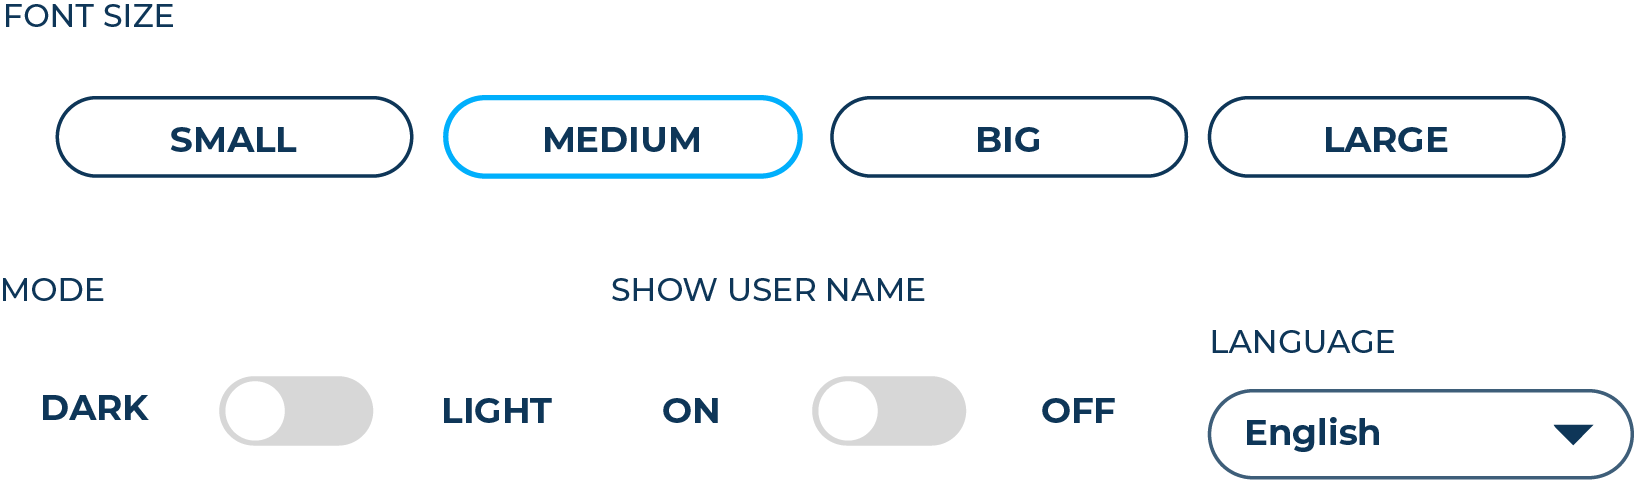 FONT SIZE
SMALL MEDIUM BIG LARGE
MODE SHOW USER NAME
LANGUAGE
DARK LIGHT ON OFF
English